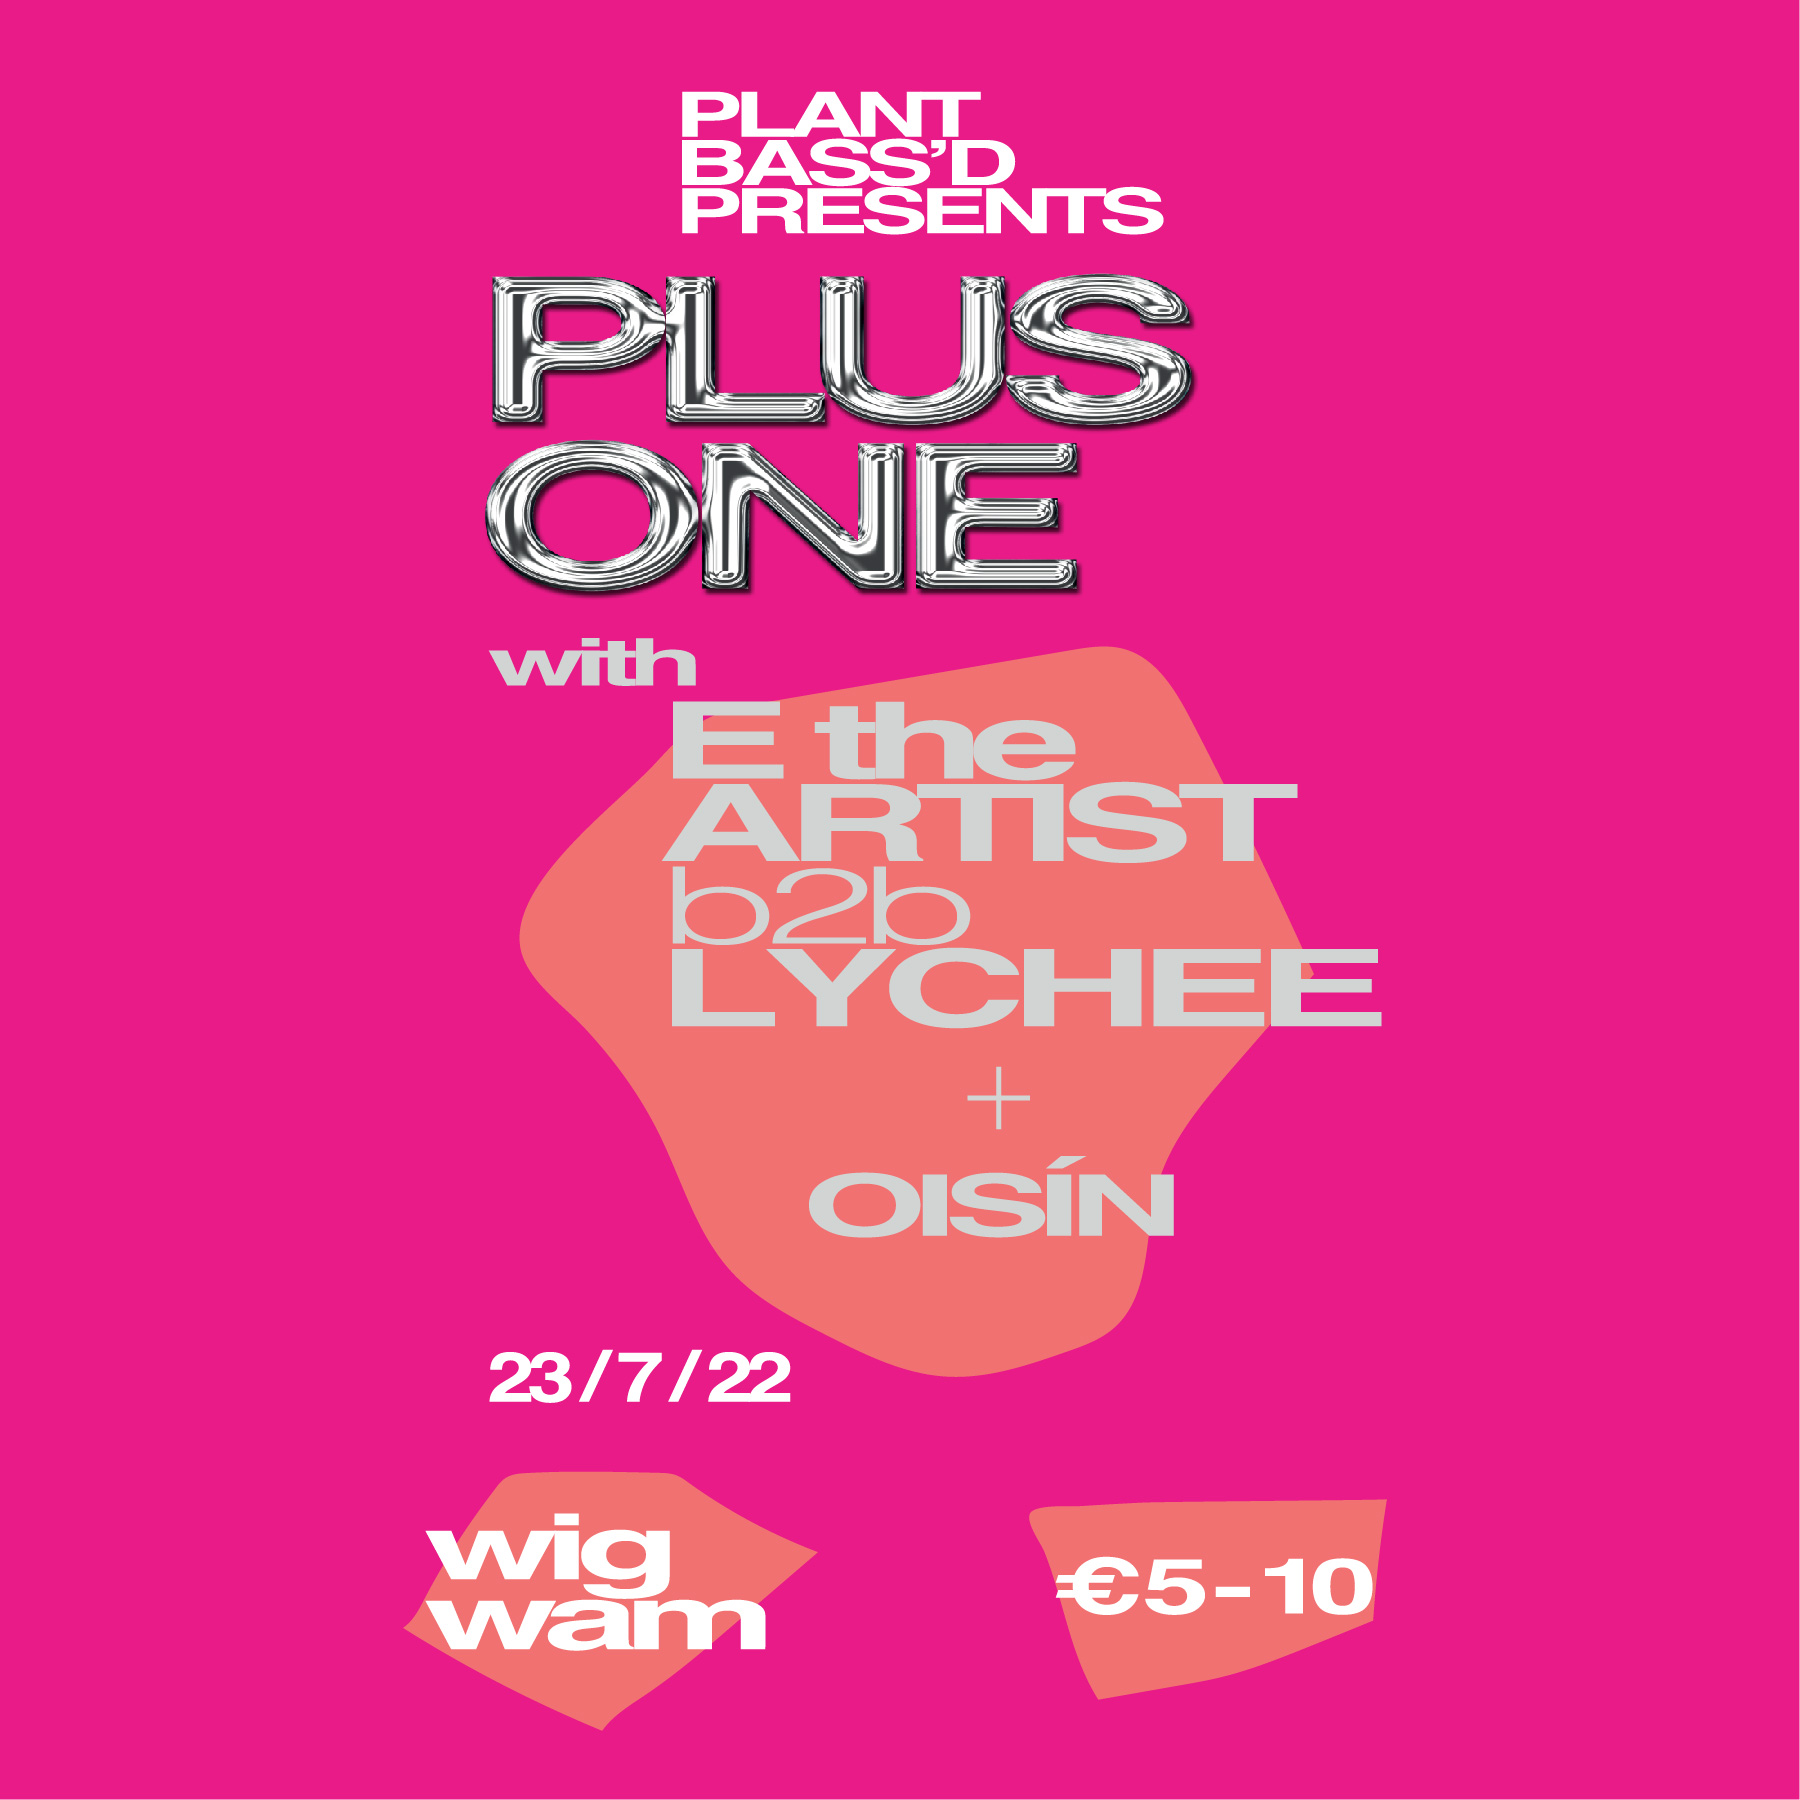 PLANT
BASS'D
PRESENTS
PLUS
ONE
with
E the
ARTIST
b2b
LYCHEE
+
OISÍN
23/7/22
wig
wam
€5-10